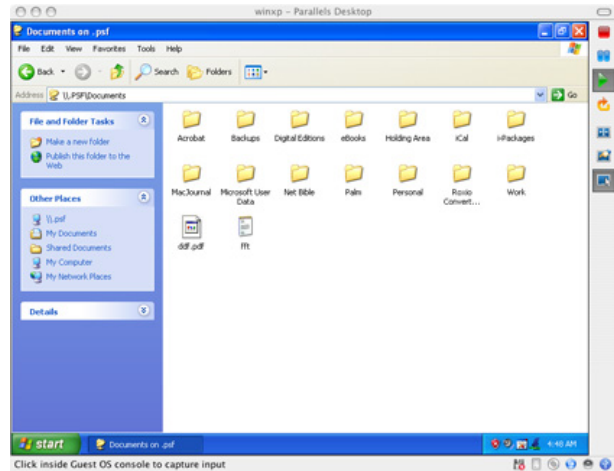 winxp - Parallels Desktop
Documents on .psf
File Edit View Favorites Tools Help
Back Search Folders
Address \\.PSF\Documents Go
File and Folder Tasks
Make a new folder
Publish this folder to the
Web
Other Places
\\.psf
My Documents
Shared Documents
My Computer
My Network Places
Details
Acrobat Backups Digital Editions eBooks Holding Area iCal i-Packages
MacJournal Microsoft User Data Net Bible Palm Personal Roxio Convert... Work
ddf.pdf fft
start Documents on .psf 4:48 AM
Click inside Guest OS console to capture input